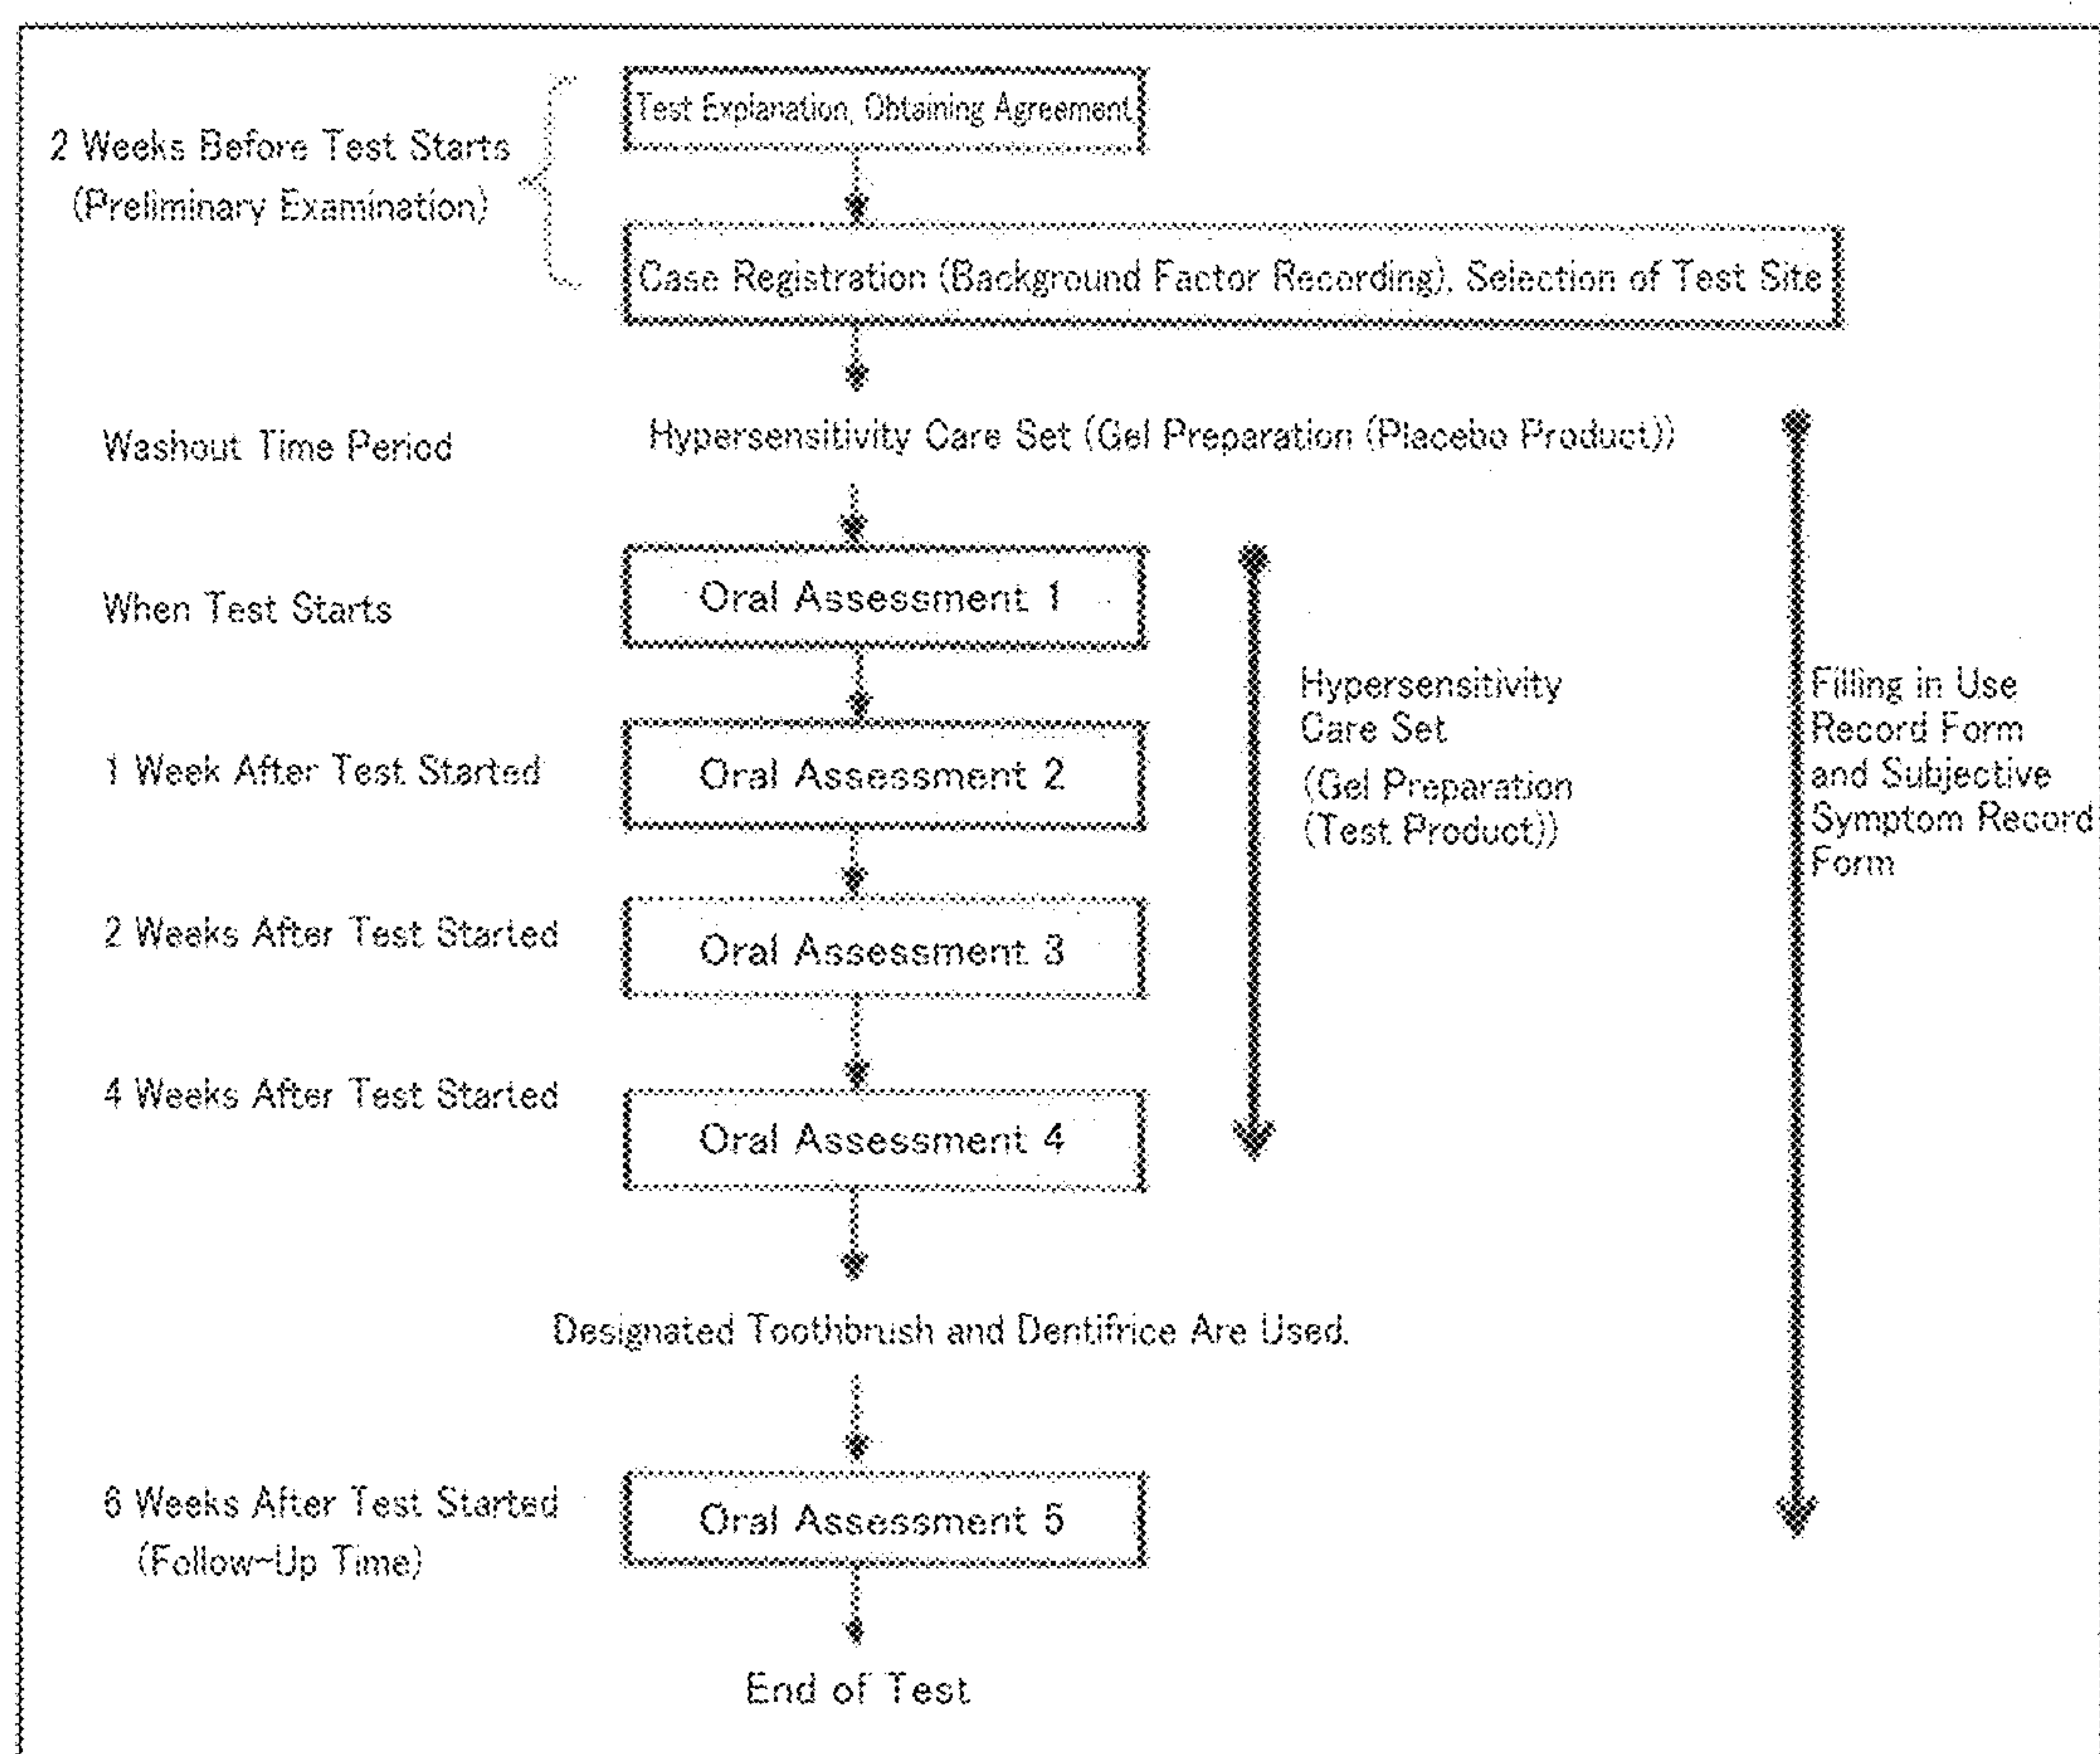 Test Explanation, Obtaining Agreement
2 Weeks Before Test Starts
(Preliminary Examination)
Case Registration (Background Factor Recording), Selection of Test Site
Washout Time Period
Hypersensitivity Care Set (Gel Preparation (Placebo Product))
When Test Starts
Oral Assessment 1
1 Week After Test Started
Oral Assessment 2
Hypersensitivity
Care Set
(Gel Preparation
(Test Product))
Filling in Use
Record Form
and Subjective
Symptom Record
Form
2 Weeks After Test Started
Oral Assessment 3
4 Weeks After Test Started
Oral Assessment 4
Designated Toothbrush and Dentifrice Are Used.
6 Weeks After Test Started
(Follow-Up Time)
Oral Assessment 5
End of Test